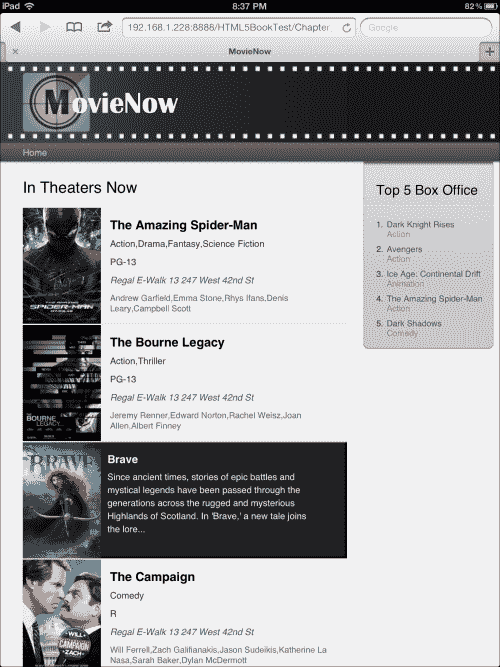 iPad 8:37 PM 82%
192.168.1.228:8888/HTML5BookTest/Chapter Google
MovieNow
MovieNow
Home
In Theaters Now
The Amazing Spider-Man
Action,Drama,Fantasy,Science Fiction
PG-13
Regal E-Walk 13 247 West 42nd St
Andrew Garfield,Emma Stone,Rhys Ifans,Denis
Leary,Campbell Scott
SPIDER-MAN
The Bourne Legacy
Action,Thriller
PG-13
Regal E-Walk 13 247 West 42nd St
Jeremy Renner,Edward Norton,Rachel Weisz,Joan
Allen,Albert Finney
BOURNE
LEGACY
BRAVE
Brave
Since ancient times, stories of epic battles and
mystical legends have been passed through the
generations across the rugged and mysterious
Highlands of Scotland. In 'Brave,' a new tale joins
the lore...
The Campaign
Comedy
R
Regal E-Walk 13 247 West 42nd St
Will Ferrell,Zach Galifianakis,Jason Sudeikis,Katherine La
Nasa,Sarah Baker,Dylan McDermott
WILL
CAMPAIGN
Top 5 Box Office
1. Dark Knight Rises
Action
2. Avengers
Action
3. Ice Age: Continental Drift
Animation
4. The Amazing Spider-Man
Action
5. Dark Shadows
Comedy